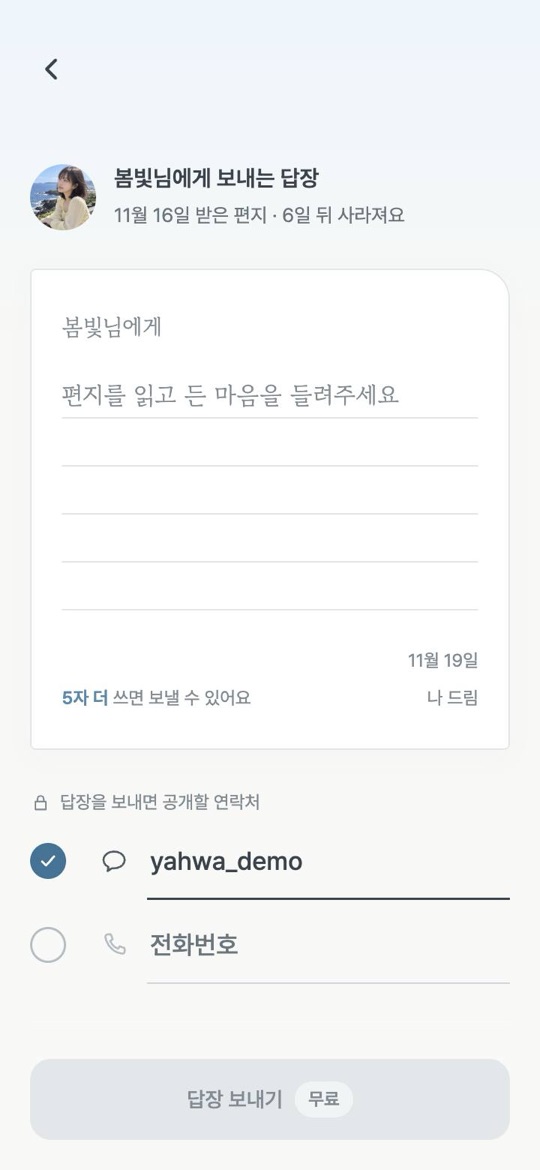 봄빛님에게 보내는 답장
11월 16일 받은 편지 · 6일 뒤 사라져요
봄빛님에게
편지를 읽고 든 마음을 들려주세요
11월 19일
5자 더 쓰면 보낼 수 있어요
나 드림
답장을 보내면 공개할 연락처
yahwa_demo
전화번호
답장 보내기 무료